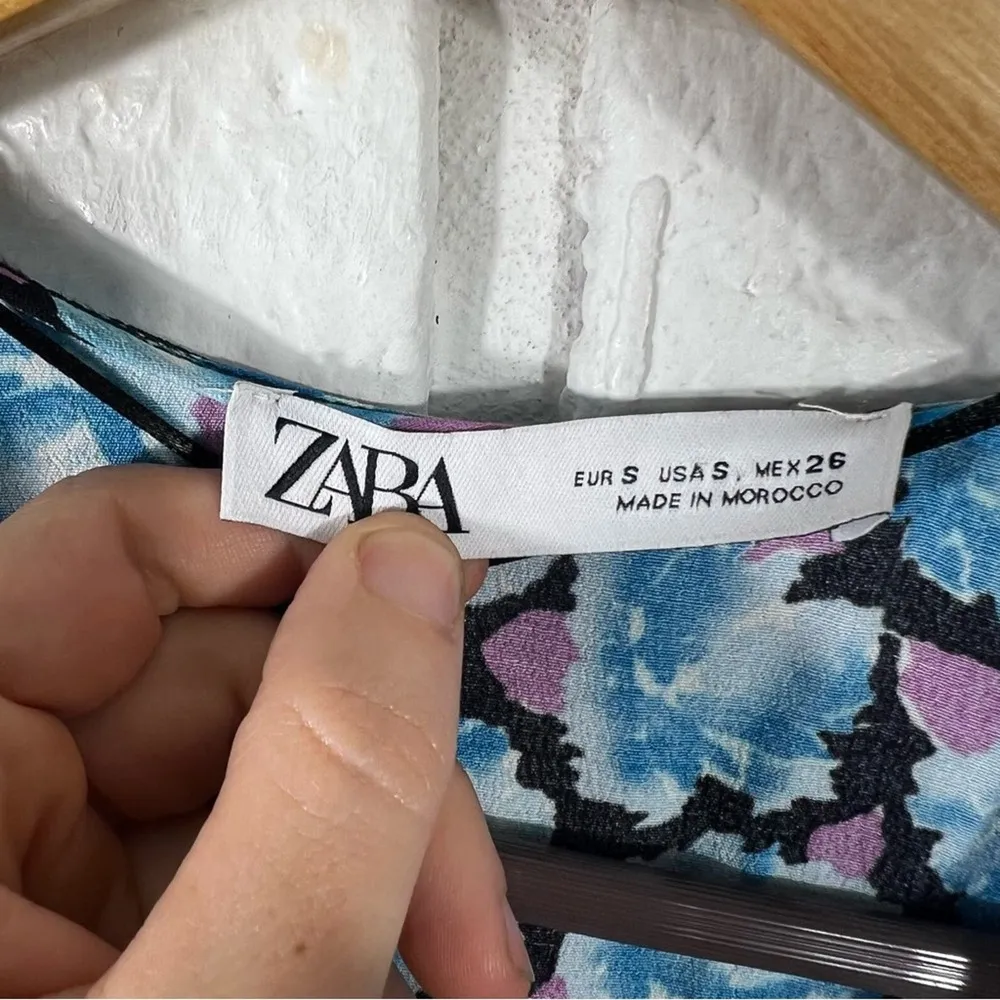 ZARA
EUR S USA S, MEX 26
MADE IN MOROCCO